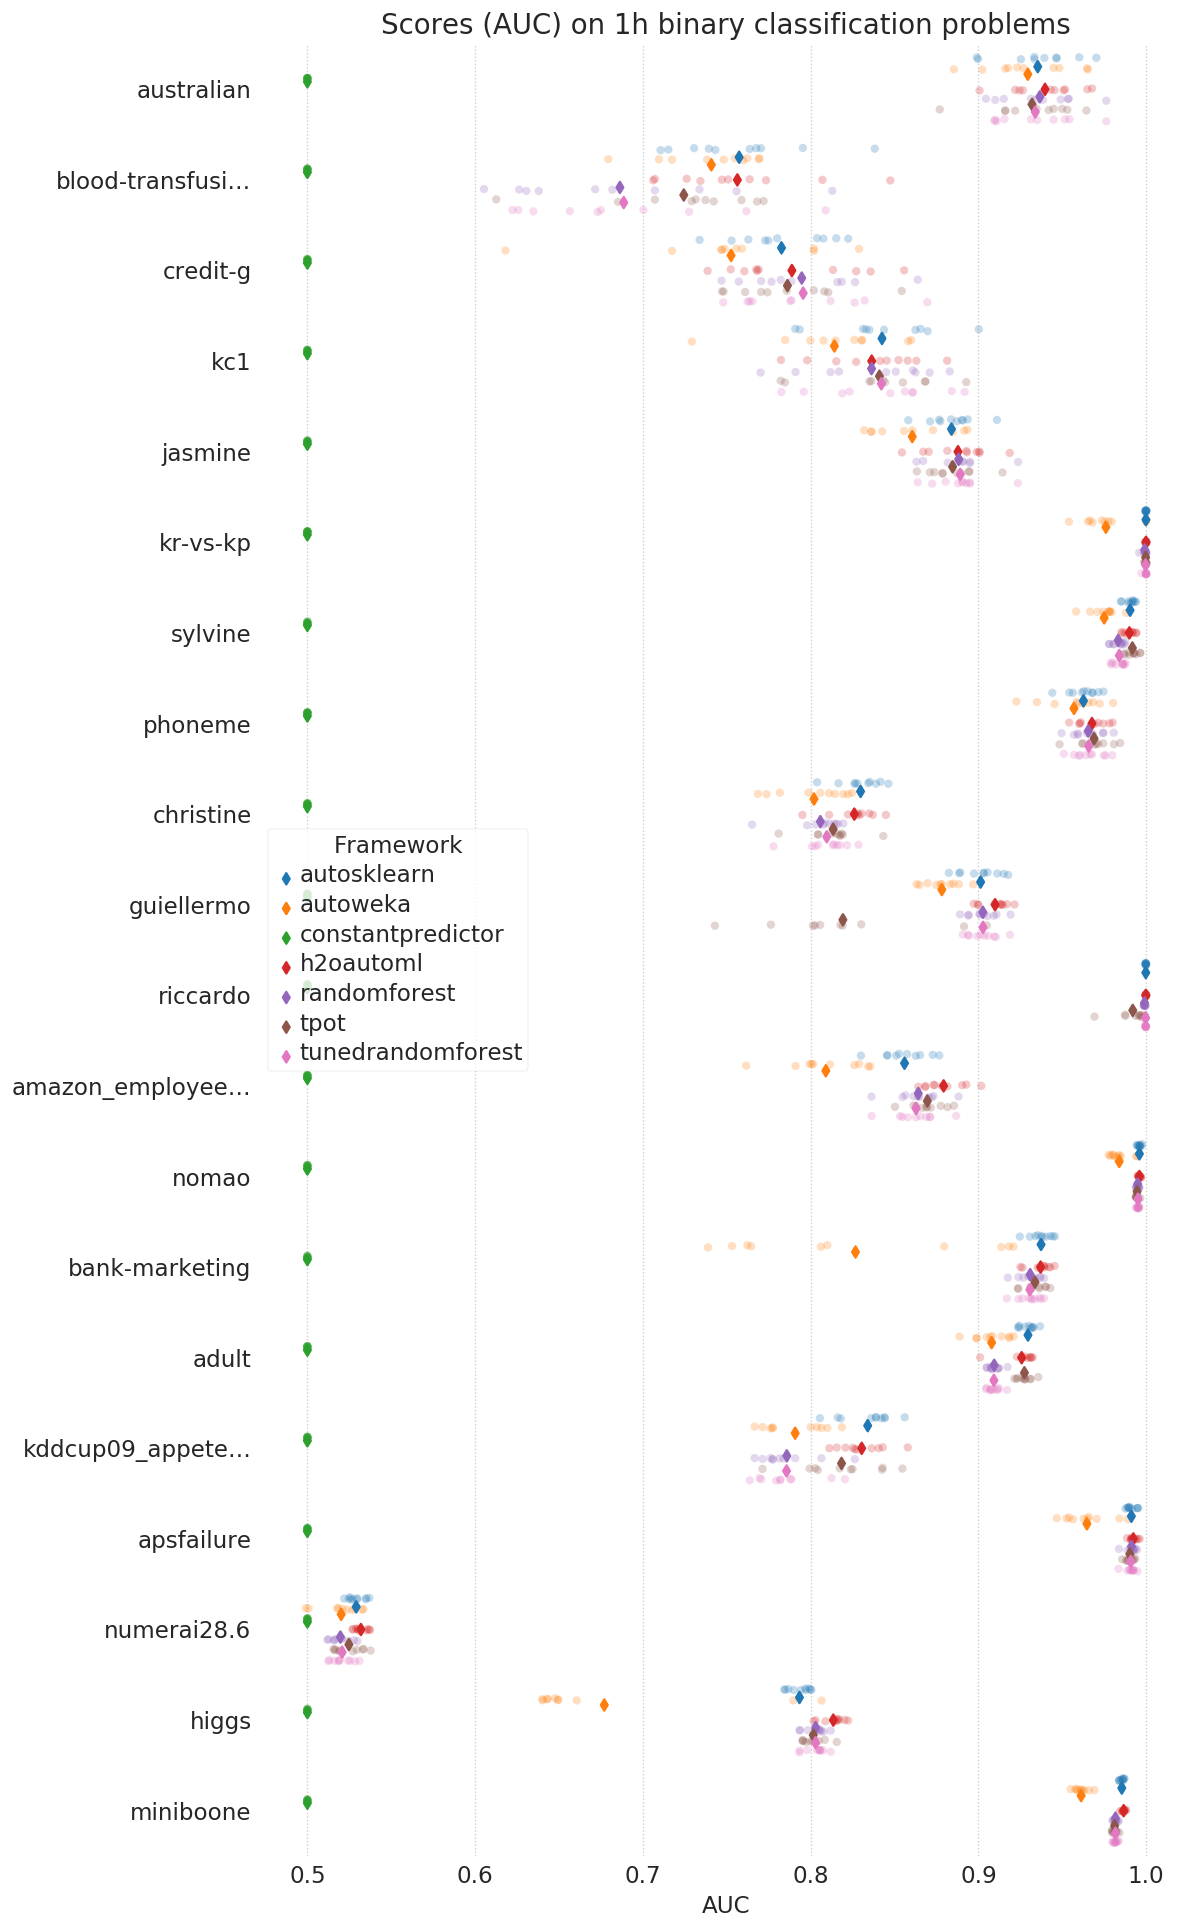 Scores (AUC) on 1h binary classification problems
australian
blood-transfusi...
credit-g
kc1
jasmine
kr-vs-kp
sylvine
phoneme
christine
guiellermo
riccardo
amazon_employee...
nomao
bank-marketing
adult
kddcup09_appete...
apsfailure
numerai28.6
higgs
miniboone
Framework
autosklearn
autoweka
constantpredictor
h2oautoml
randomforest
tpot
tunedrandomforest
0.5 0.6 0.7 0.8 0.9 1.0
AUC